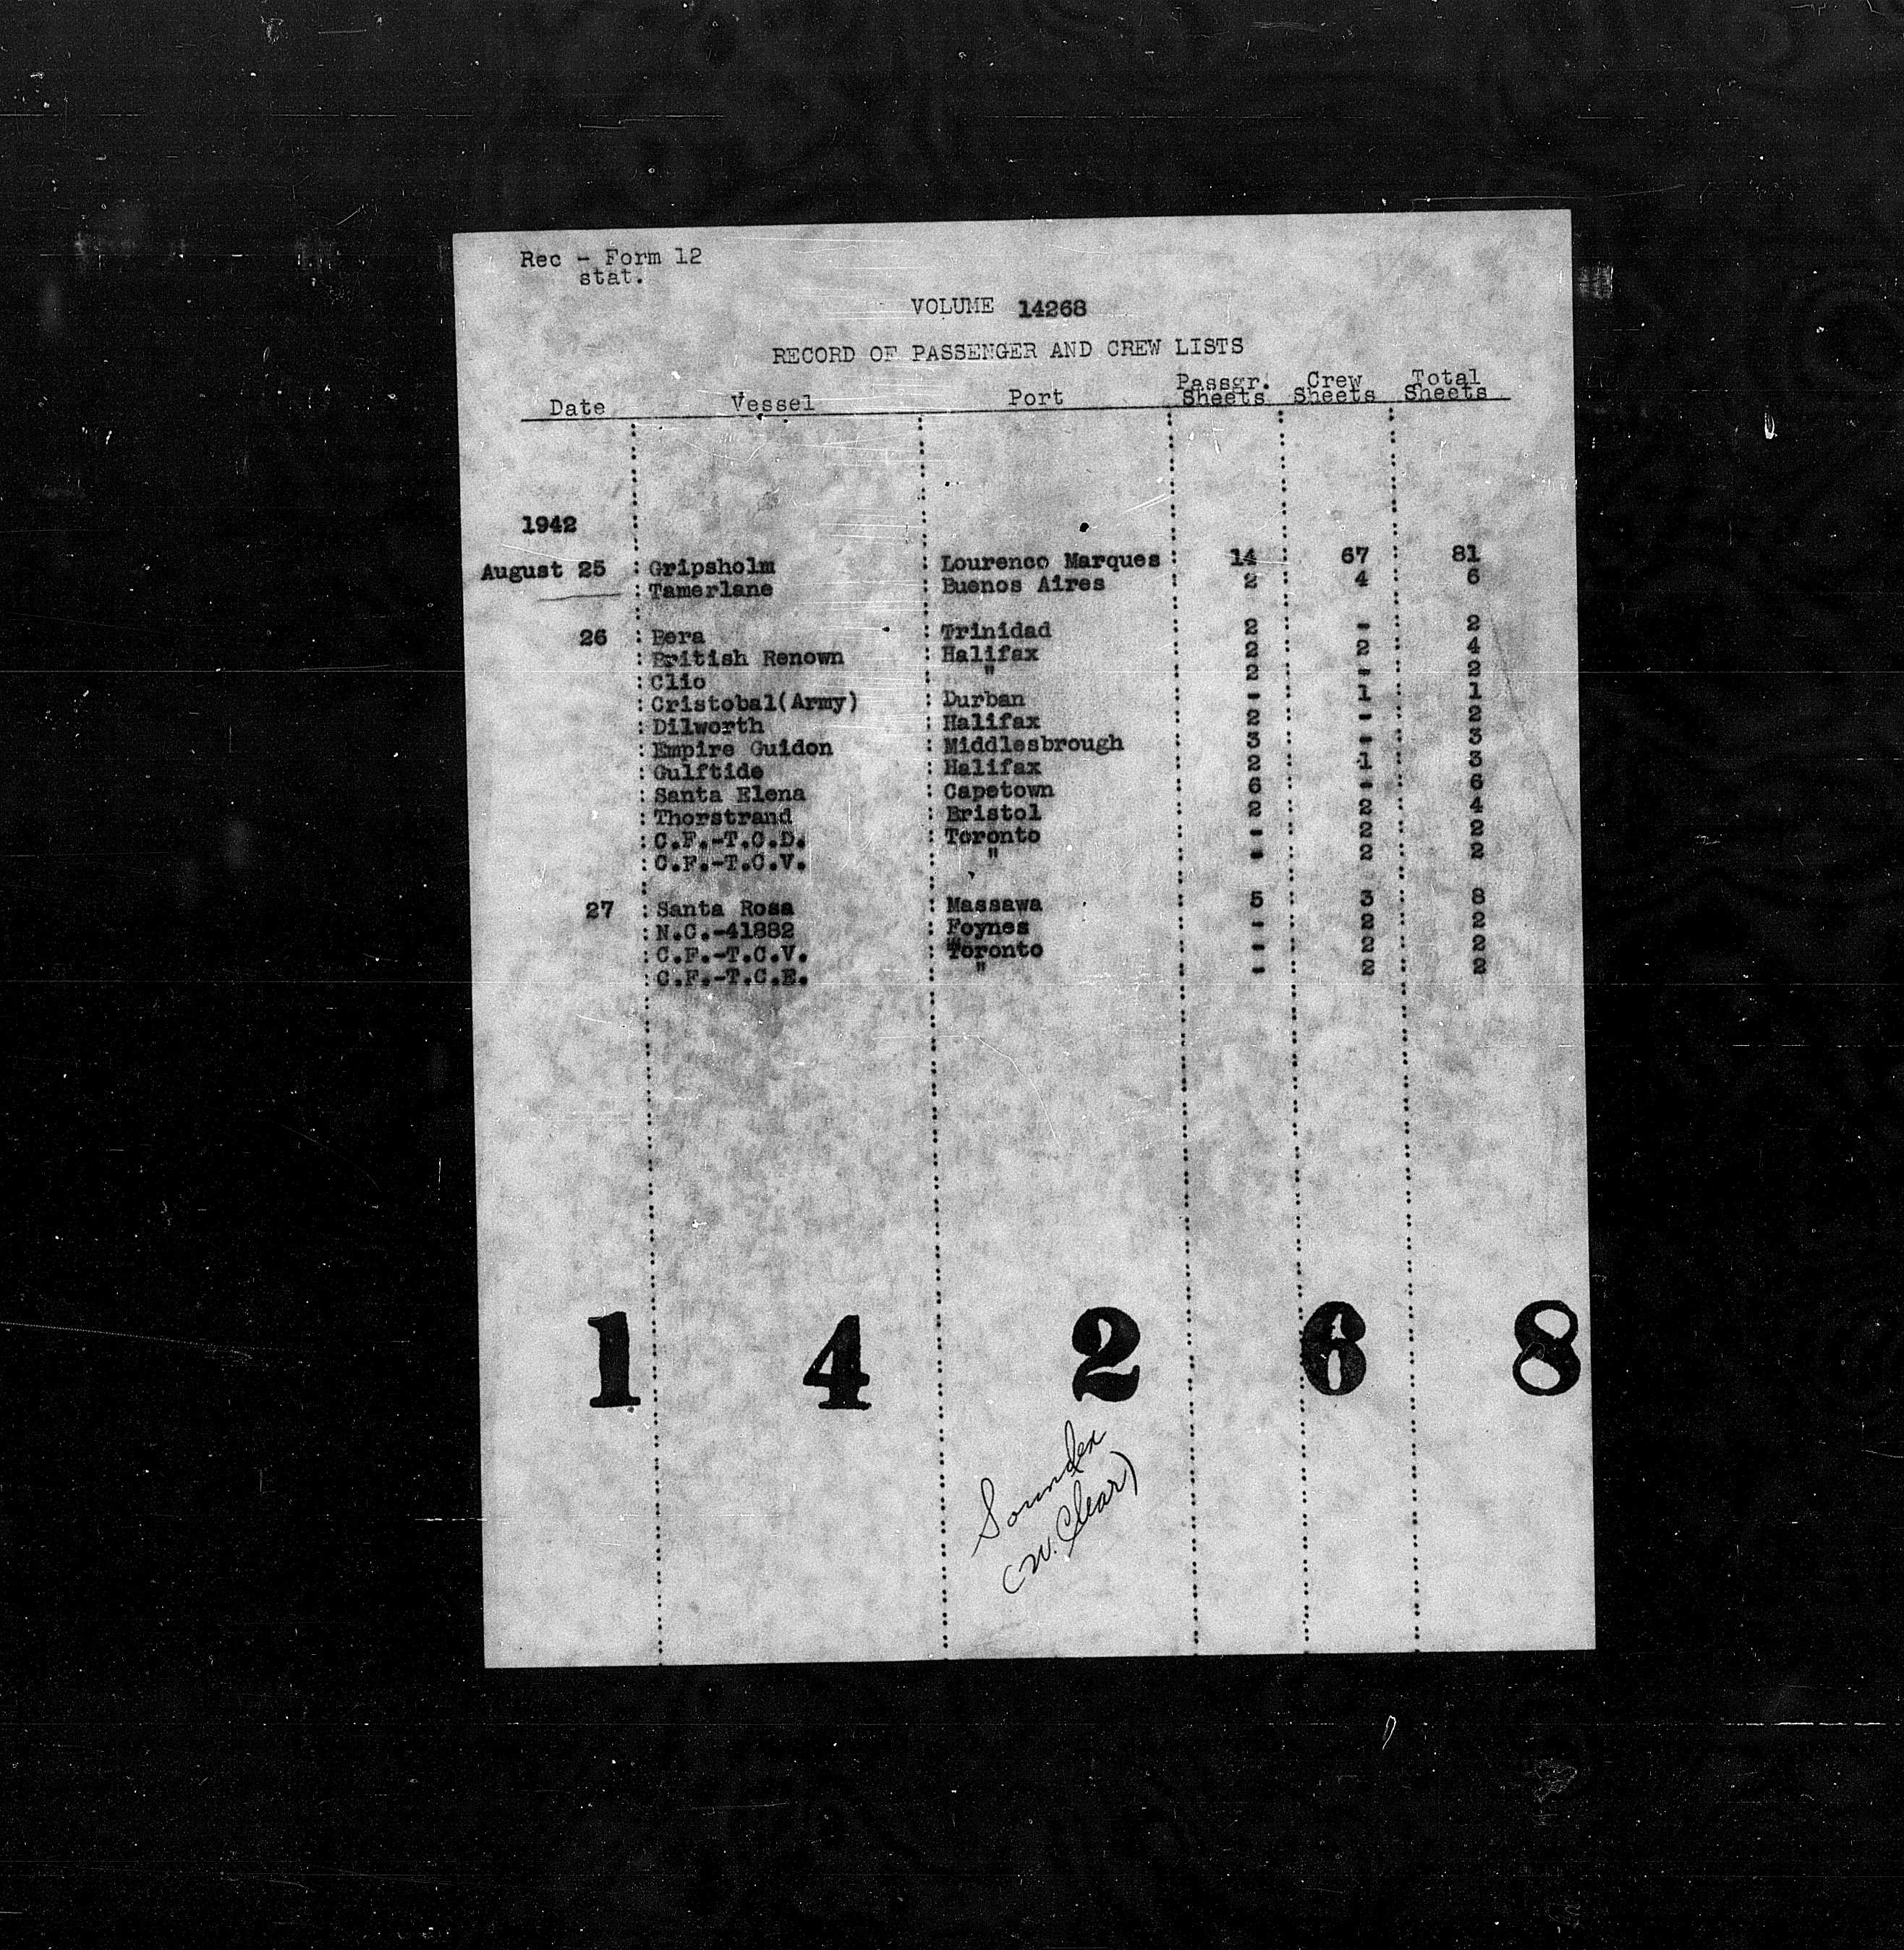 Rec - Form 12
stat.
VOLUME 14268
RECORD OF PASSENGER AND CREW LISTS
Date Vessel Port Passgr. Sheets Crew Sheets Total Sheets
1942
August 25 : Gripsholm : Lourenco Marques : 14 : 67 : 81
: Tamerlane : Buenos Aires : 2 : 4 : 6
26 : Bera : Trinidad : 2 : - : 2
: British Renown : Halifax : 2 : 2 : 4
: Clio : " : 2 : - : 2
: Cristobal(Army) : Durban : - : 1 : 1
: Dilworth : Halifax : 2 : - : 2
: Empire Guidon : Middlesbrough : 3 : - : 3
: Gulftide : Halifax : 2 : 1 : 3
: Santa Elena : Capetown : 6 : - : 6
: Thorstrand : Bristol : 2 : 2 : 4
: C.F.-T.C.D. : Toronto : - : 2 : 2
: C.F.-T.C.V. : " : - : 2 : 2
27 : Santa Rosa : Massawa : 5 : 3 : 8
: N.C.-41882 : Foynes : - : 2 : 2
: C.F.-T.C.V. : Toronto : - : 2 : 2
: C.F.-T.C.E. : " : - : 2 : 2
1 4 2 6 8
Soundex
(W. Clear)